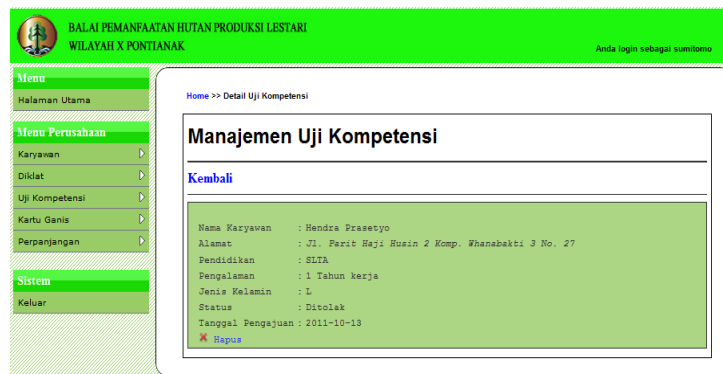 BALAI PEMANFAATAN HUTAN PRODUKSI LESTARI
WILAYAH X PONTIANAK
Anda login sebagai sumitomo
Menu
Halaman Utama
Menu Perusahaan
Karyawan
Diklat
Uji Kompetensi
Kartu Ganis
Perpanjangan
Sistem
Keluar
Home >> Detail Uji Kompetensi
Manajemen Uji Kompetensi
Kembali
Nama Karyawan : Hendra Prasetyo
Alamat : Jl. Parit Haji Husin 2 Komp. Whanabakti 3 No. 27
Pendidikan : SLTA
Pengalaman : 1 Tahun kerja
Jenis Kelamin : L
Status : Ditolak
Tanggal Pengajuan : 2011-10-13
Hapus